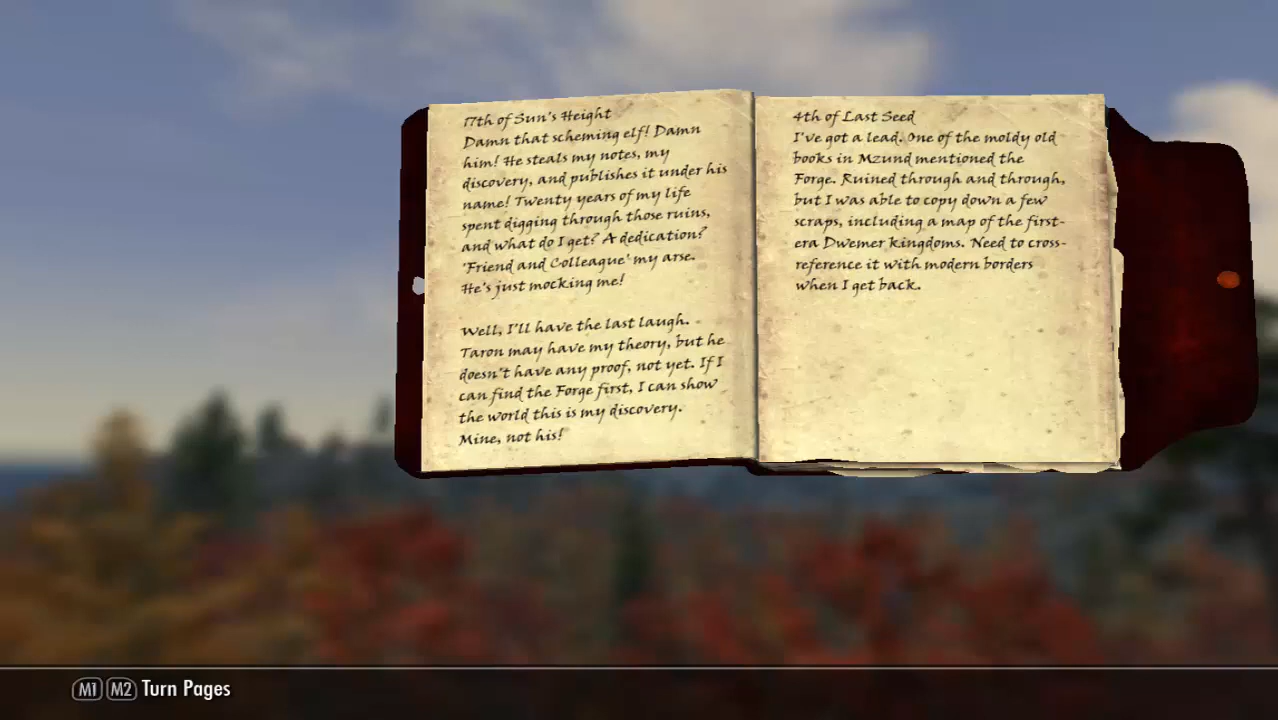 17th of Sun's Height
Damn that scheming elf! Damn
him! He steals my notes, my
discovery, and publishes it under his
name! Twenty years of my life
spent digging through those ruins,
and what do I get? A dedication?
'Friend and Colleague' my arse.
He's just mocking me!
Well, I'll have the last laugh.
Taron may have my theory, but he
doesn't have any proof, not yet. If I
can find the Forge first, I can show
the world this is my discovery.
Mine, not his!
4th of Last Seed
I've got a lead. One of the moldy old
books in Mzund mentioned the
Forge. Ruined through and through,
but I was able to copy down a few
scraps, including a map of the first-
era Dwemer kingdoms. Need to cross-
reference it with modern borders
when I get back.
M1 M2 Turn Pages